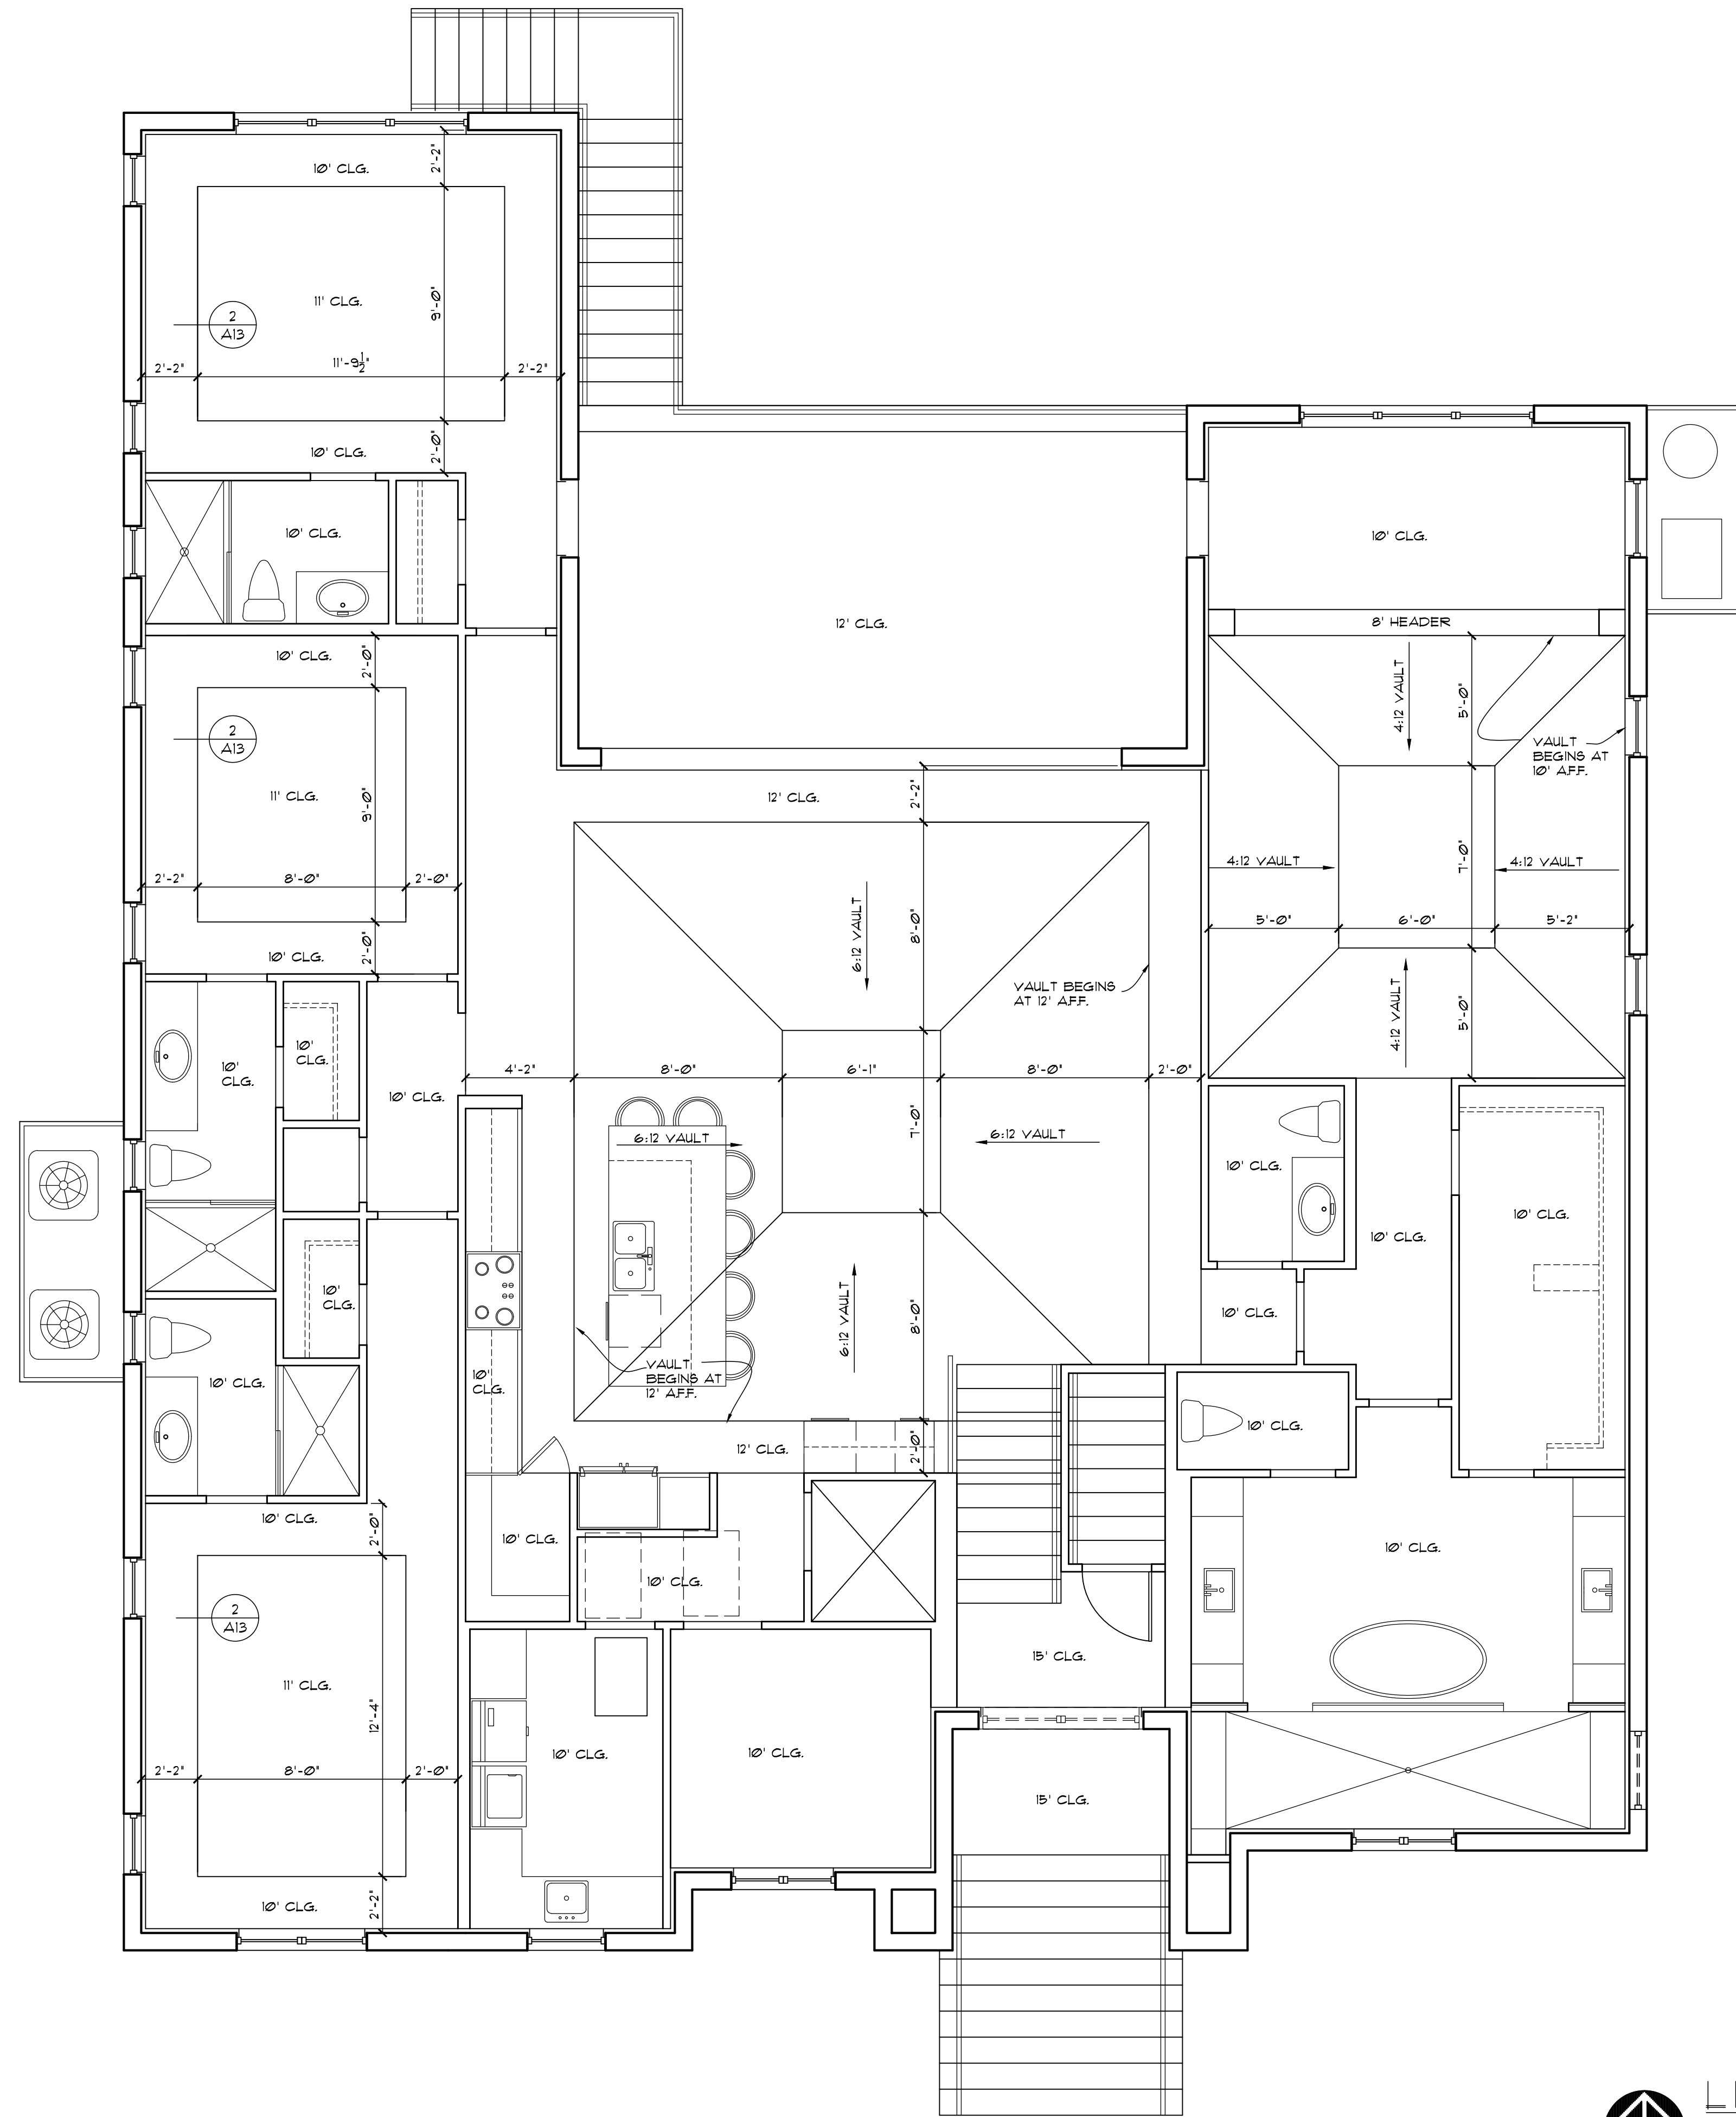 2'-2"
10' CLG.
11' CLG.
9'-0"
2
A13
2'-2"
11'-9 1/2"
2'-2"
10' CLG.
2'-0"
10' CLG.
10' CLG.
12' CLG.
8' HEADER
10' CLG.
2'-0"
4:12 VAULT
5'-0"
2
A13
VAULT
BEGINS AT
10' A.F.F.
11' CLG.
9'-0"
12' CLG.
2'-2"
2'-2"
8'-0"
2'-0"
4:12 VAULT
7'-0"
4:12 VAULT
6:12 VAULT
8'-0"
5'-0"
6'-0"
5'-2"
10' CLG.
2'-0"
VAULT BEGINS
AT 12' A.F.F.
4:12 VAULT
5'-0"
10'
CLG.
10'
CLG.
10' CLG.
4'-2"
8'-0"
6'-1"
8'-0"
2'-0"
6:12 VAULT
7'-0"
6:12 VAULT
10' CLG.
10' CLG.
10' CLG.
10'
CLG.
6:12 VAULT
8'-0"
10' CLG.
10' CLG.
10'
CLG.
VAULT
BEGINS AT
12' A.F.F.
12' CLG.
2'-0"
10' CLG.
10' CLG.
2'-0"
10' CLG.
10' CLG.
10' CLG.
2
A13
11' CLG.
12'-4"
15' CLG.
2'-2"
8'-0"
2'-0"
10' CLG.
10' CLG.
15' CLG.
10' CLG.
2'-2"